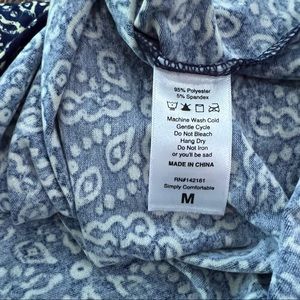 95% Polyester
5% Spandex
Machine Wash Cold
Gentle Cycle
Do Not Bleach
Hang Dry
Do Not Iron
or you'll be sad
MADE IN CHINA
RN#142161
Simply Comfortable
M